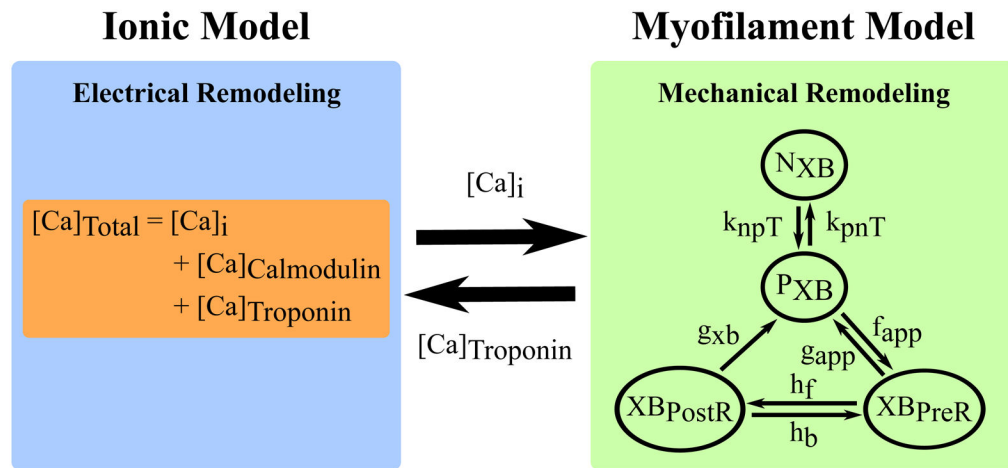 Ionic Model
Electrical Remodeling
[Ca]Total = [Ca]i
+ [Ca]Calmodulin
+ [Ca]Troponin
[Ca]i
[Ca]Troponin
Myofilament Model
Mechanical Remodeling
NXB
knpT kpnT
PXB
gxb fapp
gapp
XBPostR hf XBPreR
hb